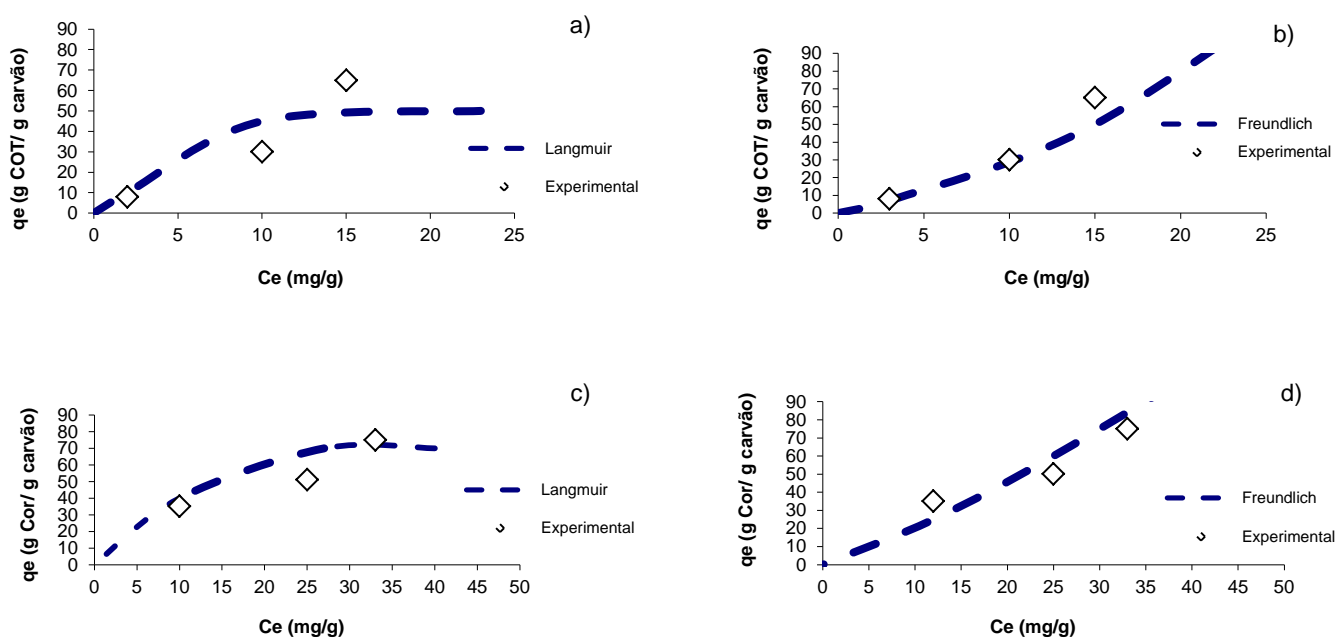 a)
qe (g COT/ g carvão)
90
80
70
60
50
40
30
20
10
0
0 5 10 15 20 25
Ce (mg/g)
Langmuir
Experimental
b)
qe (g COT/ g carvão)
90
80
70
60
50
40
30
20
10
0
0 5 10 15 20 25
Ce (mg/g)
Freundlich
Experimental
c)
qe (g Cor/ g carvão)
90
80
70
60
50
40
30
20
10
0
0 5 10 15 20 25 30 35 40 45 50
Ce (mg/g)
Langmuir
Experimental
d)
qe (g Cor/ g carvão)
90
80
70
60
50
40
30
20
10
0
0 5 10 15 20 25 30 35 40 45 50
Ce (mg/g)
Freundlich
Experimental